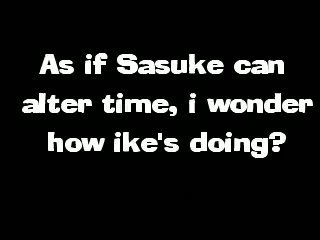 As if Sasuke can
alter time, i wonder
how ike's doing?